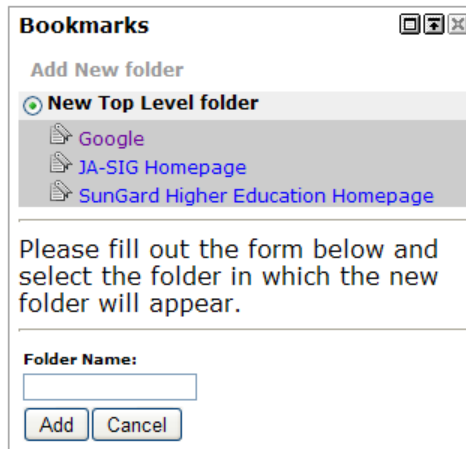 Bookmarks
Add New folder
New Top Level folder
Google
JA-SIG Homepage
SunGard Higher Education Homepage
Please fill out the form below and
select the folder in which the new
folder will appear.
Folder Name:
Add Cancel